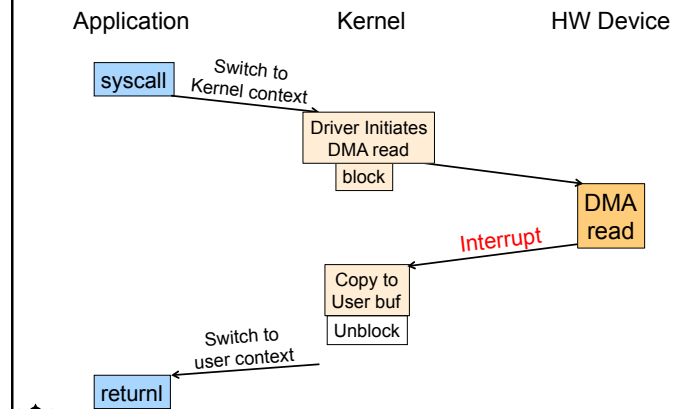 Application
Kernel
HW Device
syscall
Switch to
Kernel context
Driver Initiates
DMA read
block
DMA
read
Interrupt
Copy to
User buf
Unblock
Switch to
user context
returnl